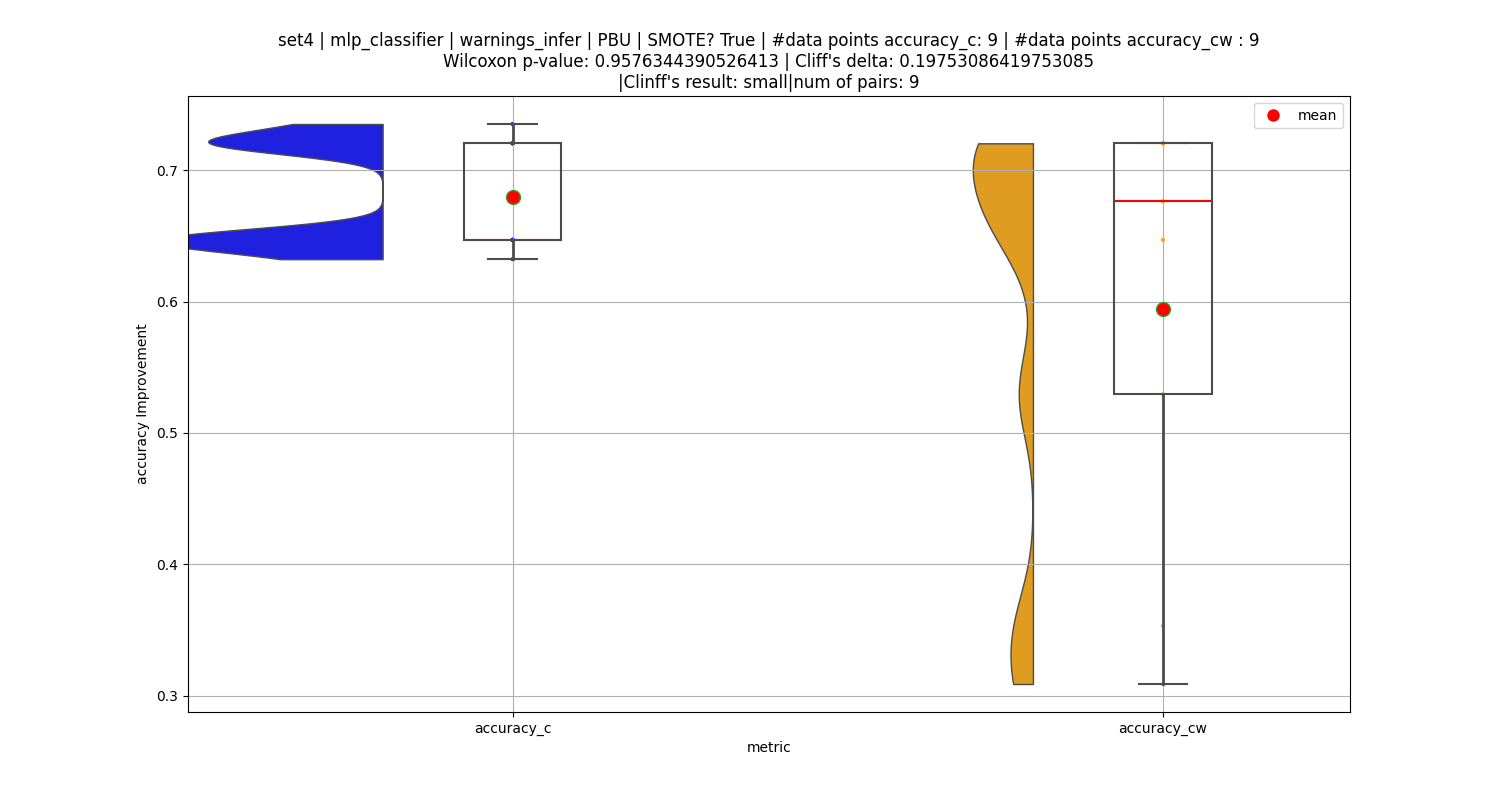 set4 | mlp_classifier | warnings_infer | PBU | SMOTE? True | #data points accuracy_c: 9 | #data points accuracy_cw : 9
Wilcoxon p-value: 0.9576344390526413 | Cliff's delta: 0.19753086419753085
|Clinff's result: small|num of pairs: 9
mean
0.7
0.6
0.5
0.4
0.3
accuracy Improvement
accuracy_c
accuracy_cw
metric